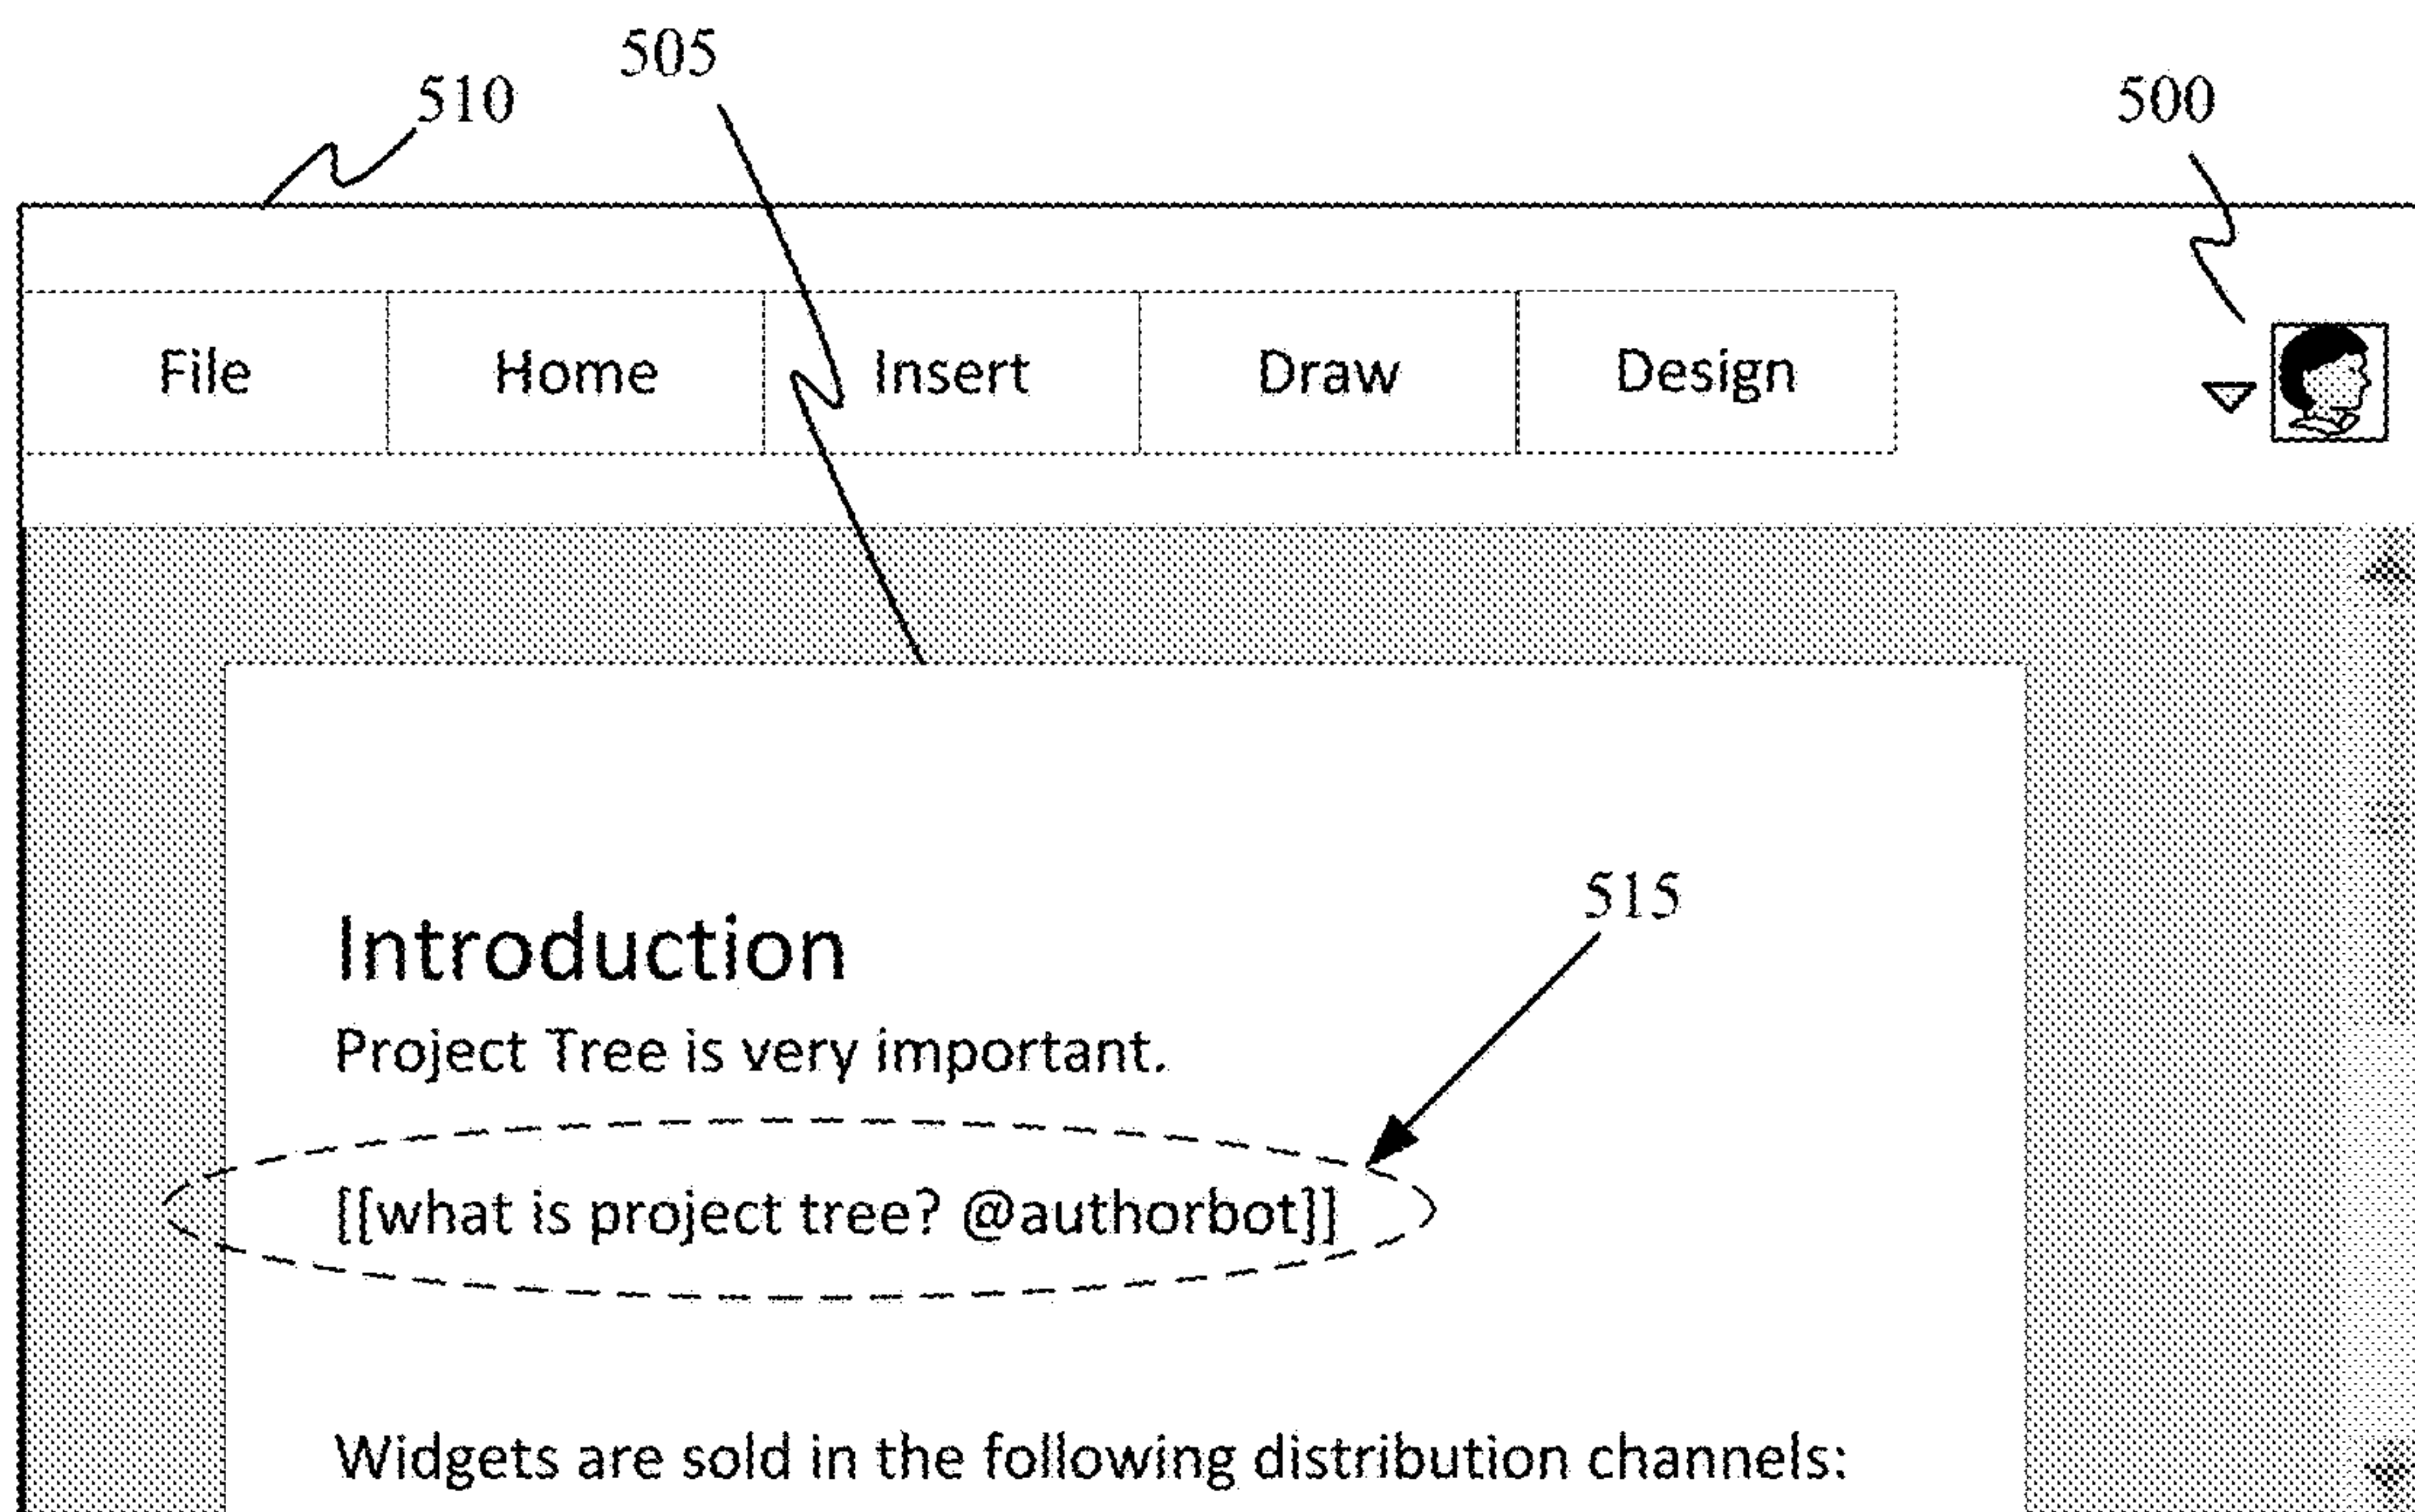 505
510
500
File Home Insert Draw Design
Introduction
515
Project Tree is very important.
[[what is project tree? @authorbot]]
Widgets are sold in the following distribution channels: